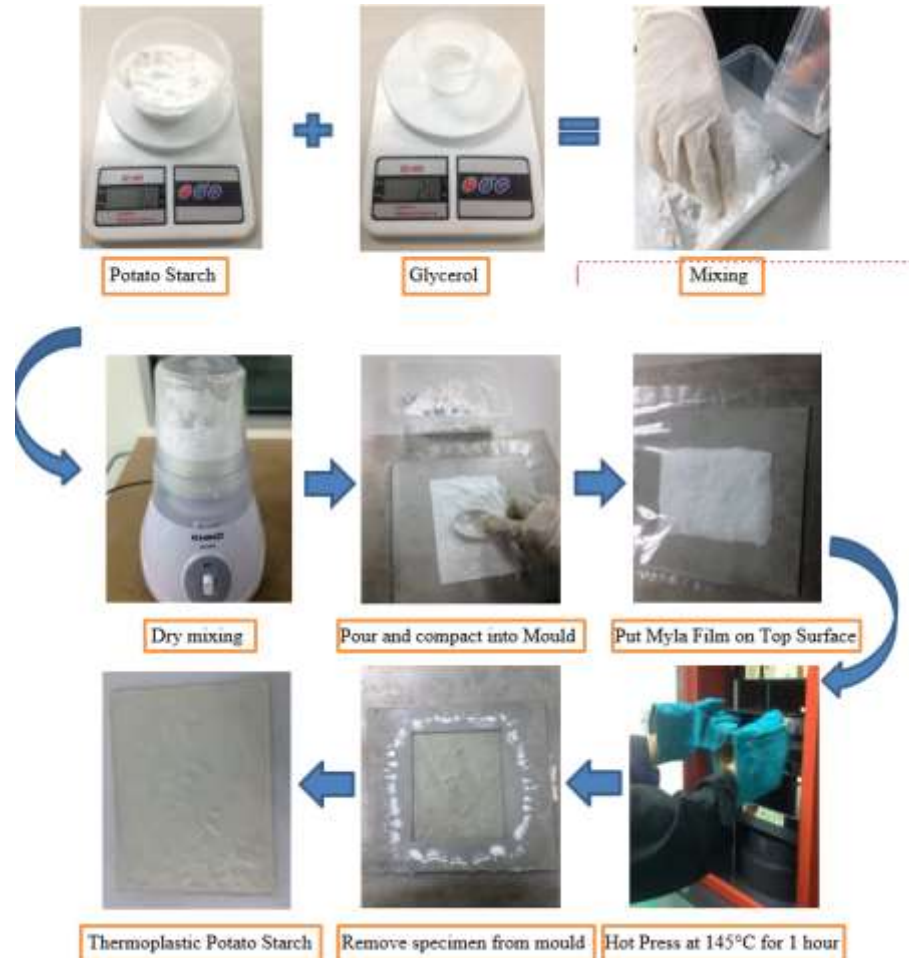 Potato Starch
Glycerol
Mixing
Dry mixing
Pour and compact into Mould
Put Myla Film on Top Surface
Thermoplastic Potato Starch
Remove specimen from mould
Hot Press at 145°C for 1 hour